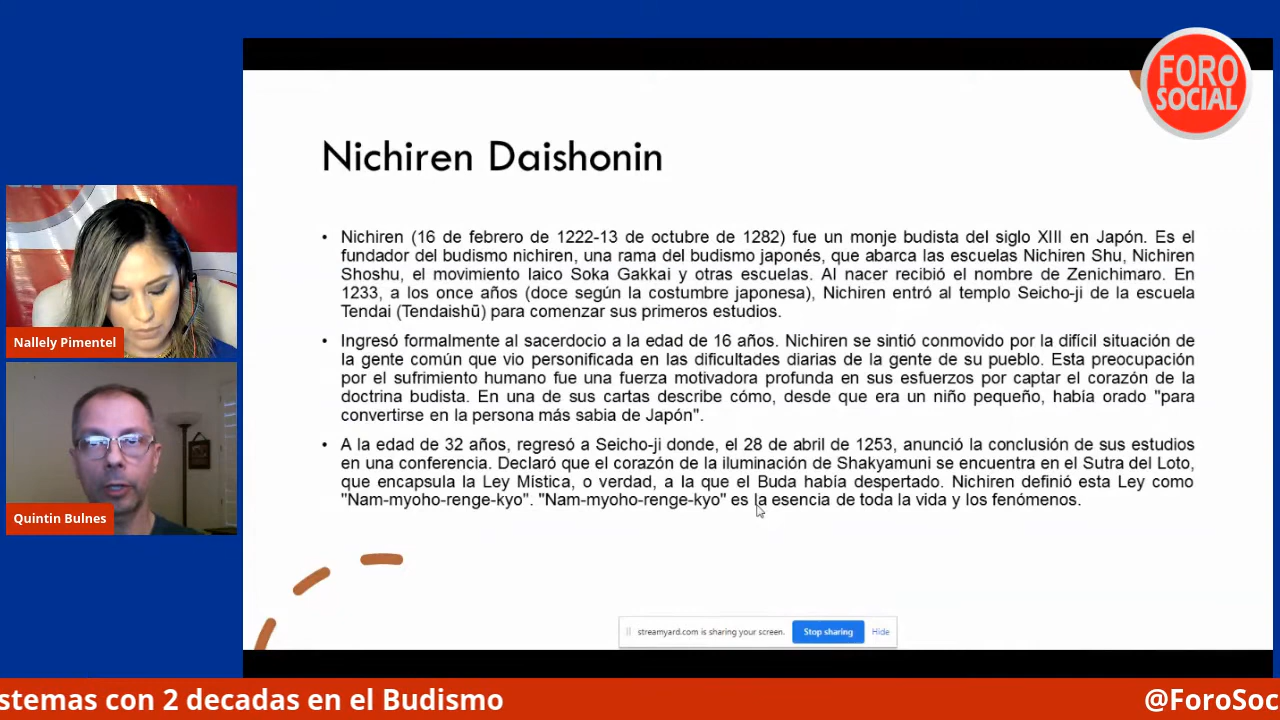 FORO
SOCIAL
Nichiren Daishonin
• Nichiren (16 de febrero de 1222-13 de octubre de 1282) fue un monje budista del siglo XIII en Japón. Es el
fundador del budismo nichiren, una rama del budismo japonés, que abarca las escuelas Nichiren Shu, Nichiren
Shoshu, el movimiento laico Soka Gakkai y otras escuelas. Al nacer recibió el nombre de Zenichimaro. En
1233, a los once años (doce según la costumbre japonesa), Nichiren entró al templo Seicho-ji de la escuela
Tendai (Tendaishū) para comenzar sus primeros estudios.
• Ingresó formalmente al sacerdocio a la edad de 16 años. Nichiren se sintió conmovido por la difícil situación de
la gente común que vio personificada en las dificultades diarias de la gente de su pueblo. Esta preocupación
por el sufrimiento humano fue una fuerza motivadora profunda en sus esfuerzos por captar el corazón de la
doctrina budista. En una de sus cartas describe cómo, desde que era un niño pequeño, había orado "para
convertirse en la persona más sabia de Japón".
• A la edad de 32 años, regresó a Seicho-ji donde, el 28 de abril de 1253, anunció la conclusión de sus estudios
en una conferencia. Declaró que el corazón de la iluminación de Shakyamuni se encuentra en el Sutra del Loto,
que encapsula la Ley Mística, o verdad, a la que el Buda había despertado. Nichiren definió esta Ley como
"Nam-myoho-renge-kyo". "Nam-myoho-renge-kyo" es la esencia de toda la vida y los fenómenos.
Nallely Pimentel
Quintin Bulnes
streamyard.com is sharing your screen.
Stop sharing
Hide
stemas con 2 decadas en el Budismo
@ForoSoc